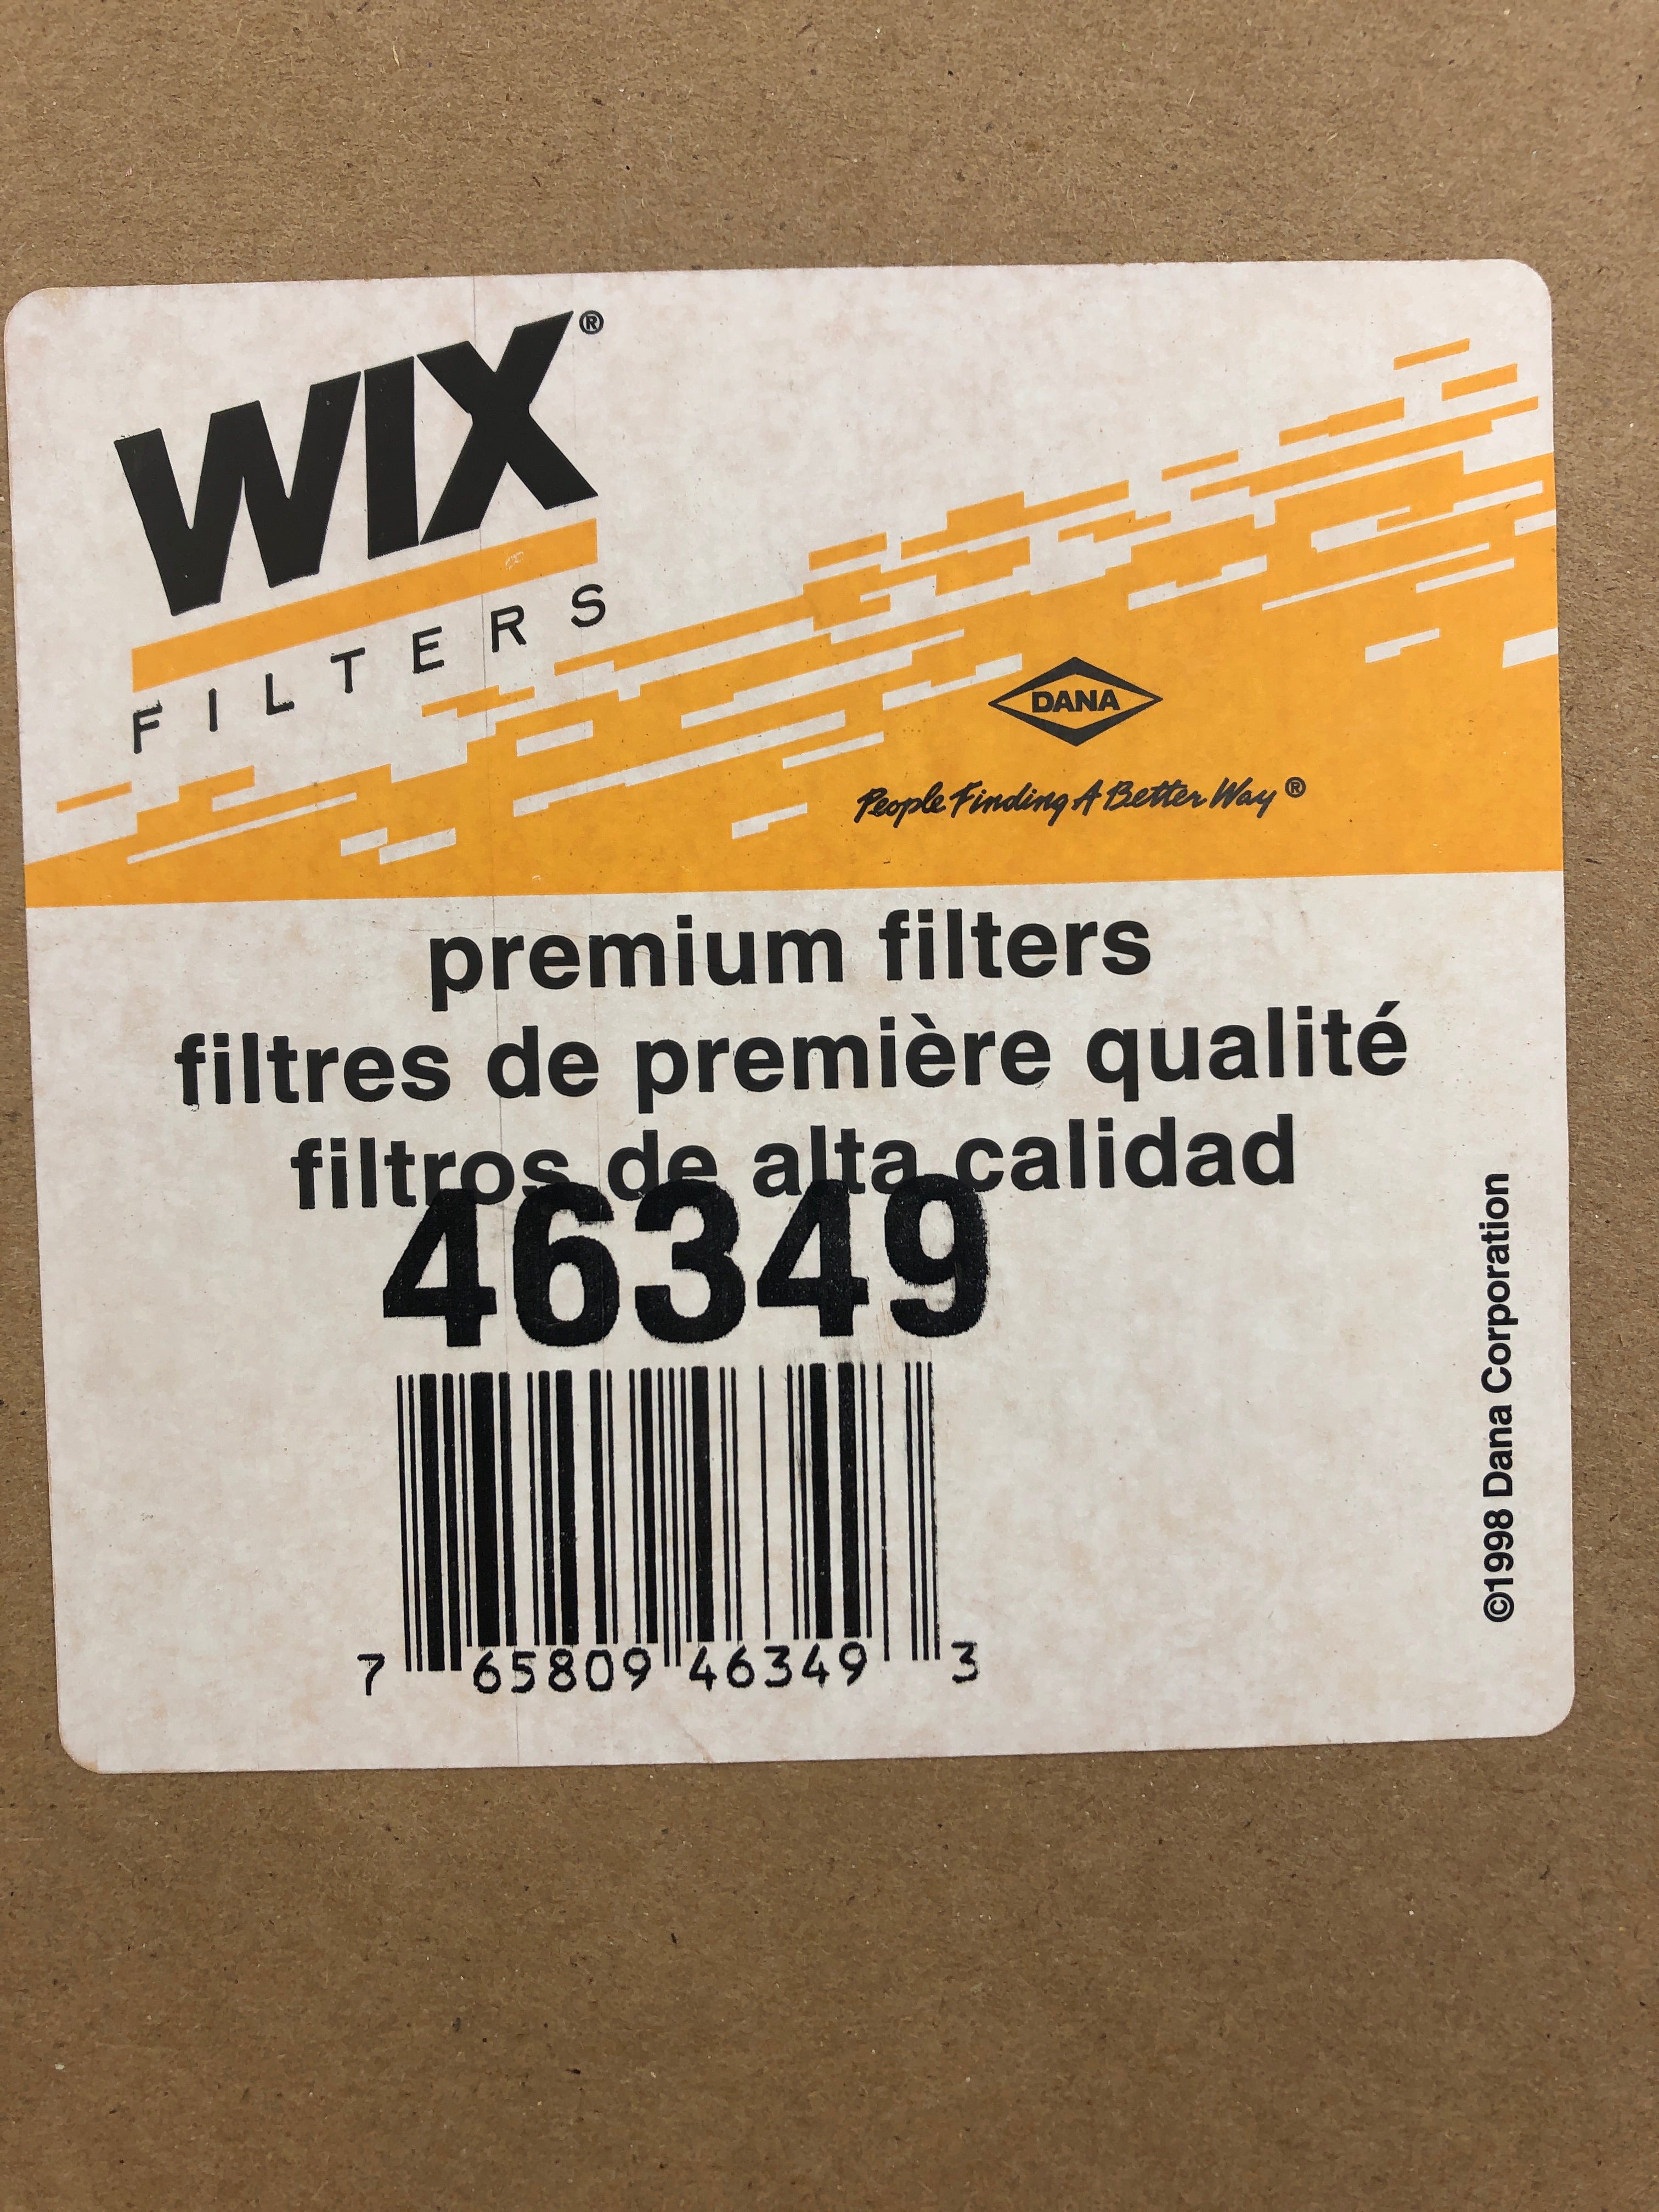 WIX®
FILTERS
DANA
People Finding A Better Way®
premium filters
filtres de première qualité
filtros de alta calidad
46349
7 65809 46349 3
©1998 Dana Corporation